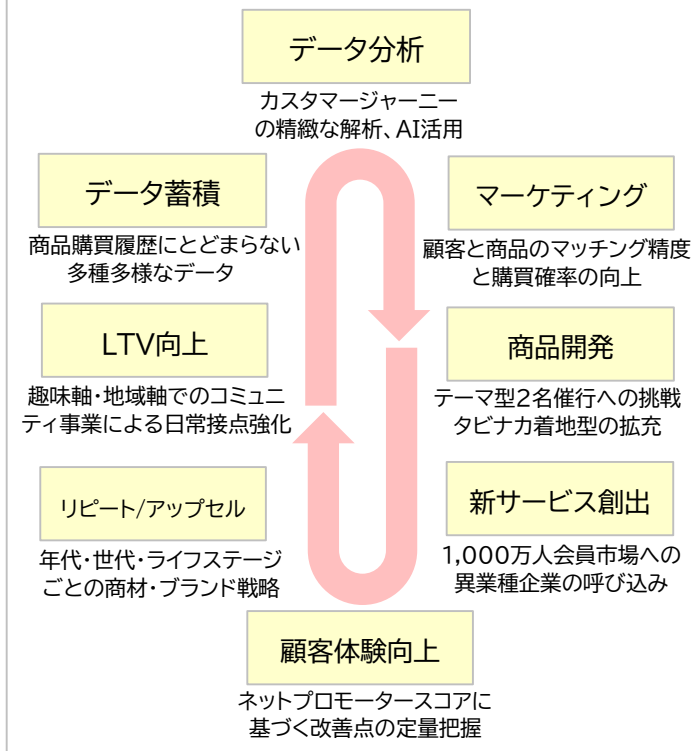 データ分析
カスタマージャーニー
の精緻な解析、AI活用
データ蓄積
商品購買履歴にとどまらない
多種多様なデータ
マーケティング
顧客と商品のマッチング精度
と購買確率の向上
LTV向上
趣味軸・地域軸でのコミュニ
ティ事業による日常接点強化
商品開発
テーマ型2名催行への挑戦
タビナカ着地型の拡充
リピート/アップセル
年代・世代・ライフステージ
ごとの商材・ブランド戦略
新サービス創出
1,000万人会員市場への
異業種企業の呼び込み
顧客体験向上
ネットプロモータースコアに
基づく改善点の定量把握